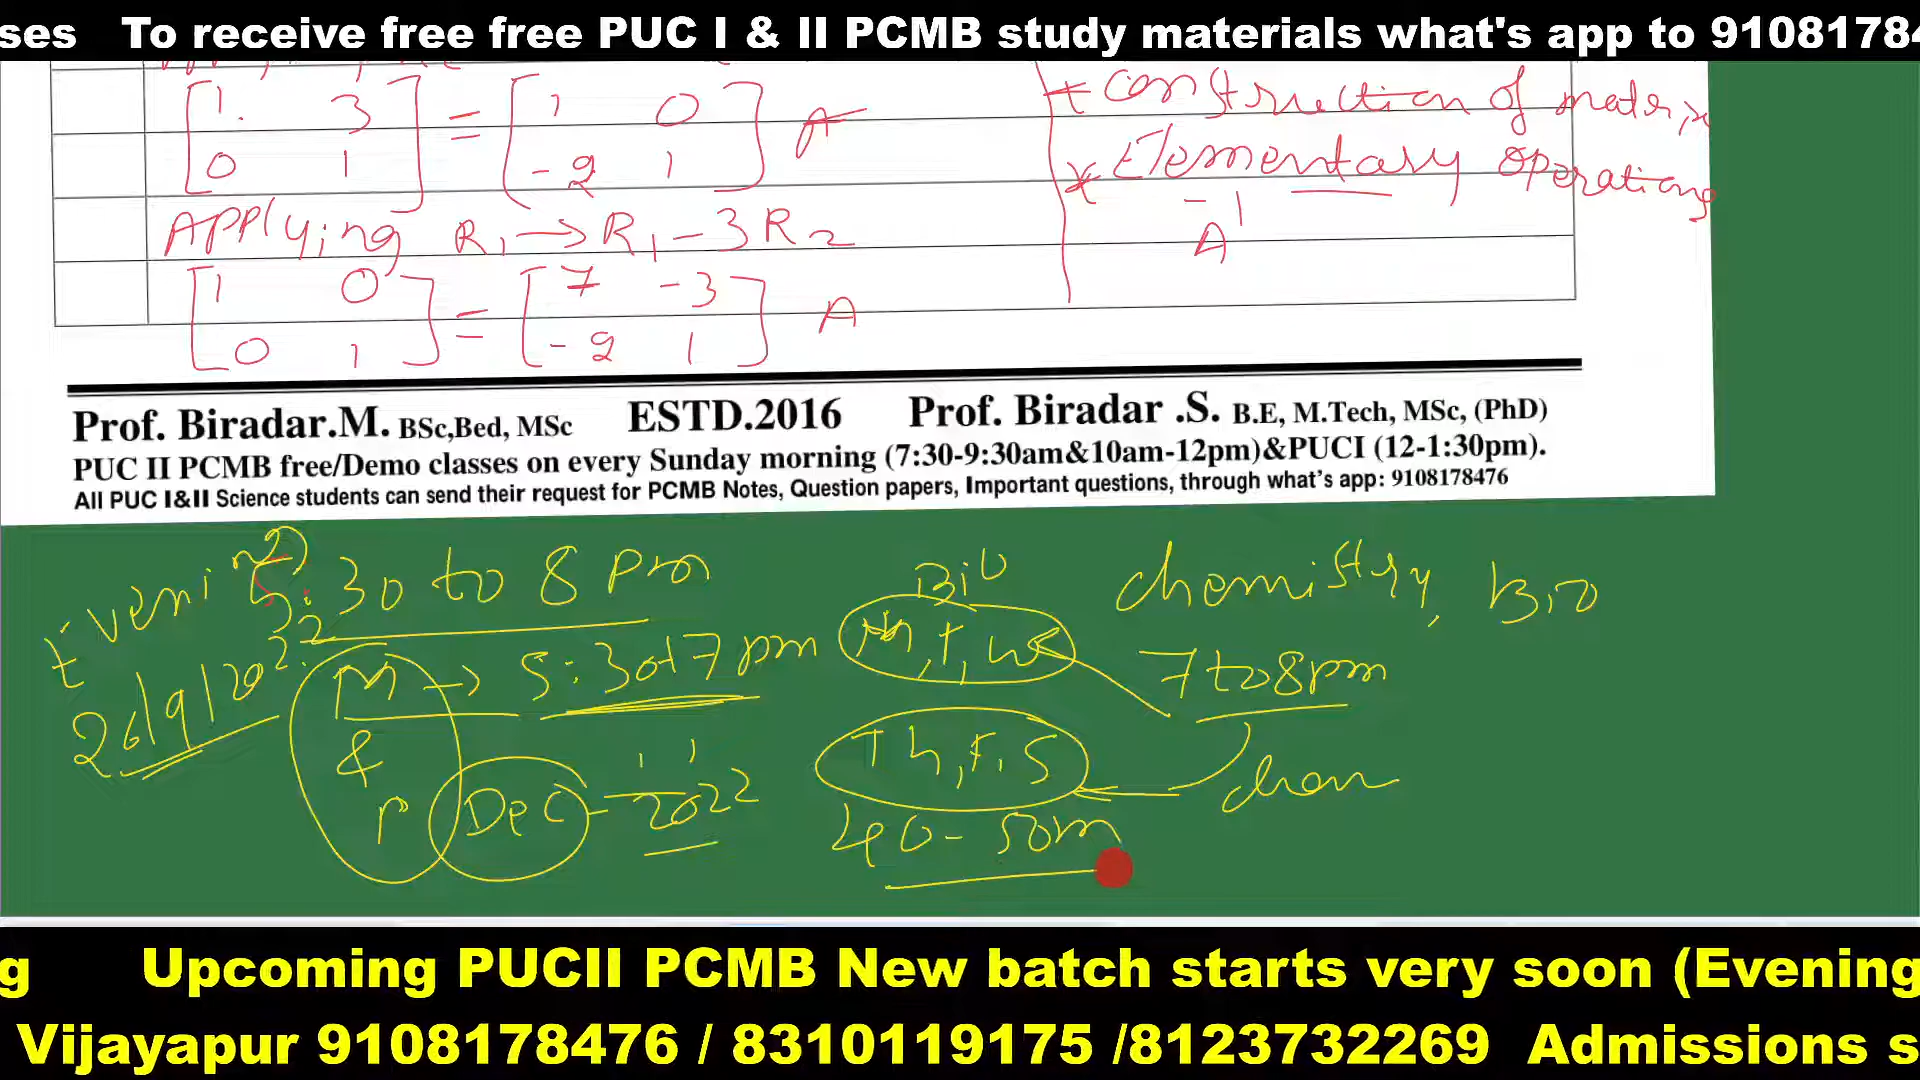 ses To receive free free PUC I & II PCMB study materials what's app to 91081784
[1 3 = [1 0 A
0 1] -2 1]
Applying R1 → R1 - 3R2
[1 0 = [7 -3 A
0 1] -2 1]
* Construction of matrix
* Elementary operations
A-1
Prof. Biradar.M. BSc,Bed, MSc ESTD.2016 Prof. Biradar .S. B.E, M.Tech, MSc, (PhD)
PUC II PCMB free/Demo classes on every Sunday morning (7:30-9:30am&10am-12pm)&PUCI (12-1:30pm).
All PUC I&II Science students can send their request for PCMB Notes, Question papers, Important questions, through what's app: 9108178476
Evening 5:30 to 8 pm
26/9/2022
M → 5:30 7 pm
&
P
Dec - 2022
Bio
M, T, W
Th, F, S
40 - 50m
chemistry, Bio
7 to 8pm
g Upcoming PUCII PCMB New batch starts very soon (Evening
Vijayapur 9108178476 / 8310119175 /8123732269 Admissions s